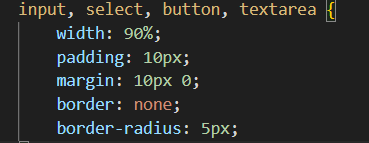 input, select, button, textarea {
width: 90%;
padding: 10px;
margin: 10px 0;
border: none;
border-radius: 5px;